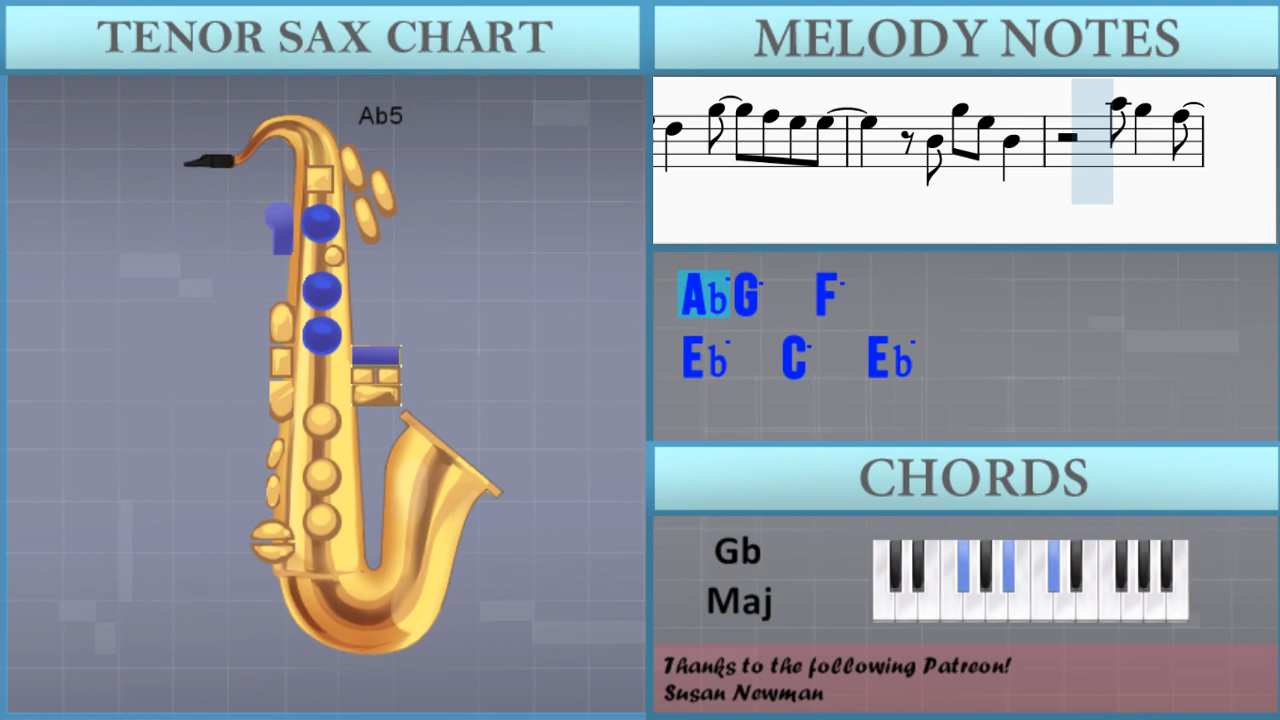 TENOR SAX CHART
Ab5
MELODY NOTES
Ab- G- F-
Eb- C- Eb-
CHORDS
Gb
Maj
Thanks to the following Patreon!
Susan Newman